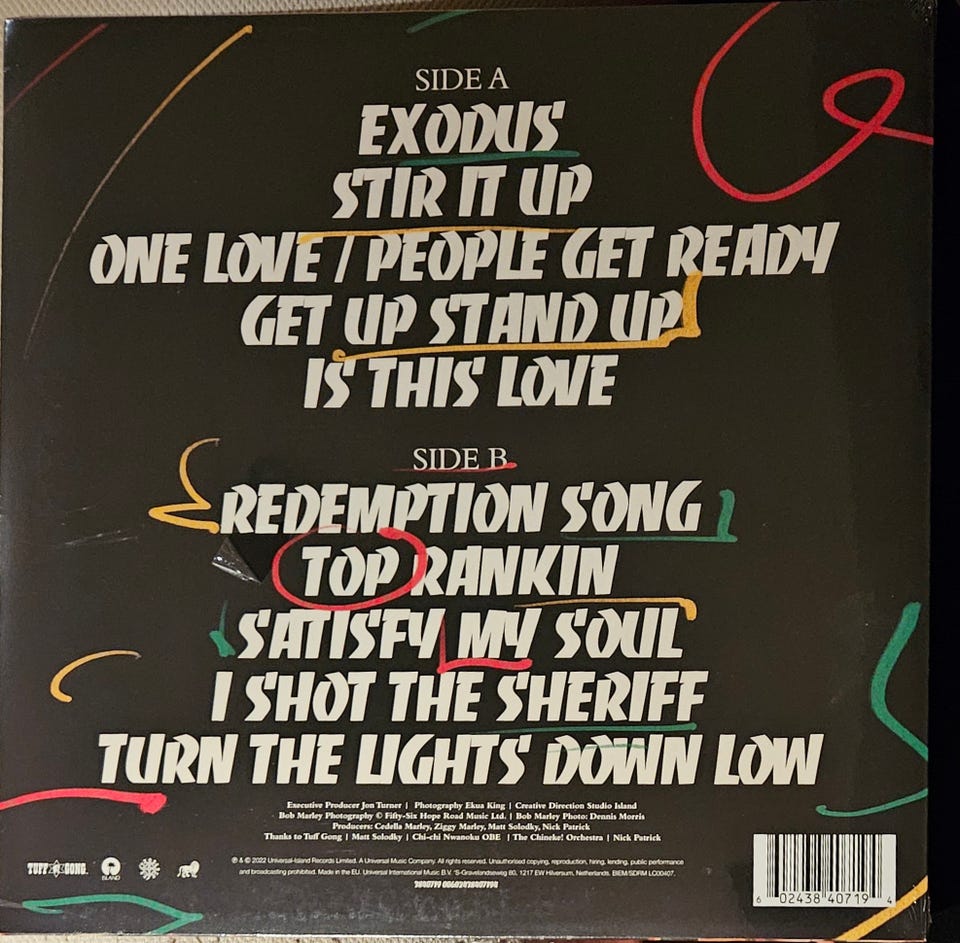 SIDE A
EXODUS
STIR IT UP
ONE LOVE / PEOPLE GET READY
GET UP STAND UP
IS THIS LOVE
SIDE B
REDEMPTION SONG
TOP RANKIN
SATISFY MY SOUL
I SHOT THE SHERIFF
TURN THE LIGHTS DOWN LOW
Executive Producer Jon Turner | Photography Ekua King | Creative Direction Studio Island
Bob Marley Photography © Fifty-Six Hope Road Music Ltd. | Bob Marley Photo: Dennis Morris
Producers: Cedella Marley, Ziggy Marley, Matt Solodky, Nick Patrick
Thanks to Tuff Gong | Matt Solodky | Chi-chi Nwanoku OBE | The Chineke! Orchestra | Nick Patrick
TUFF GONG.
ISLAND
℗ & © 2022 Universal-Island Records Limited. A Universal Music Company. All rights reserved. Unauthorised copying, reproduction, hiring, lending, public performance
and broadcasting prohibited. Made in the EU. Universal International Music B.V. 'S-Gravelandseweg 80, 1217 EW Hilversum, Netherlands. BIEM/SDRM LC00407.
6 02438 40719 4